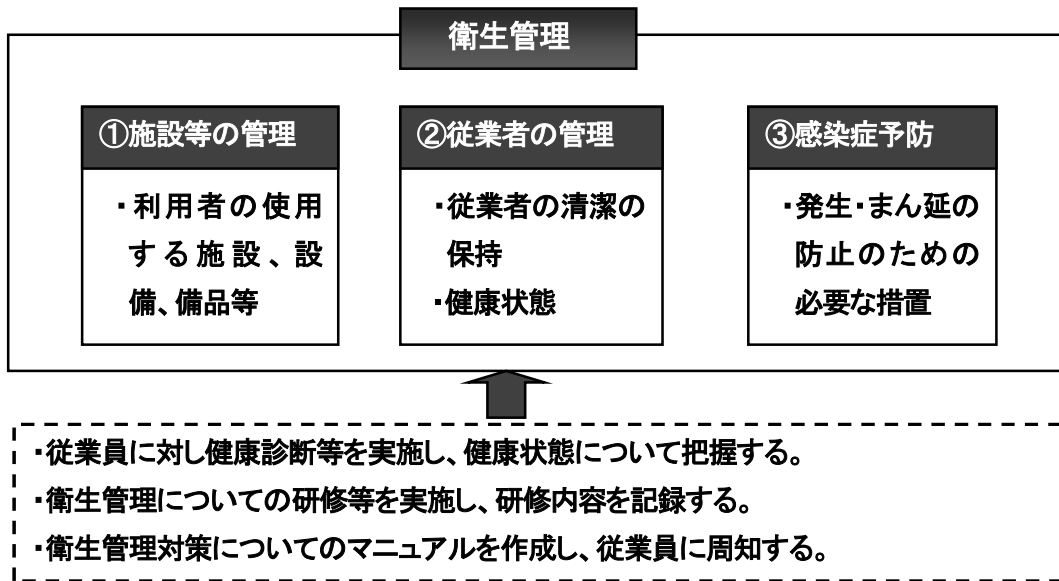 衛生管理
①施設等の管理
・利用者の使用
する施設、設
備、備品等
②従業者の管理
・従業者の清潔の
保持
・健康状態
③感染症予防
・発生・まん延の
防止のための
必要な措置
・従業員に対し健康診断等を実施し、健康状態について把握する。
・衛生管理についての研修等を実施し、研修内容を記録する。
・衛生管理対策についてのマニュアルを作成し、従業員に周知する。